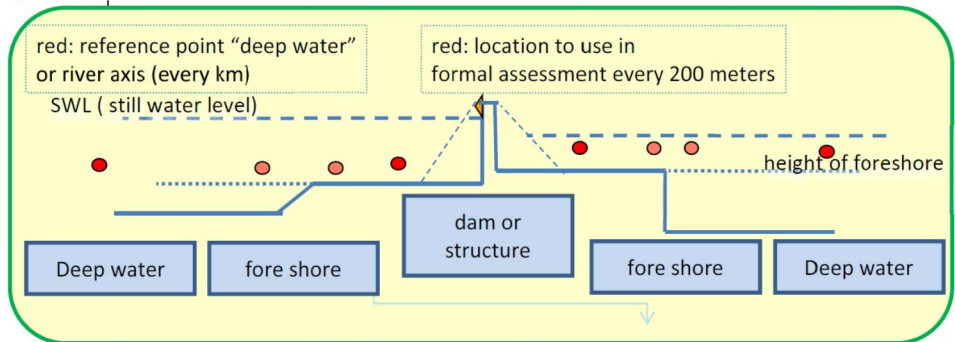 red: reference point “deep water”
or river axis (every km)
red: location to use in
formal assessment every 200 meters
SWL ( still water level)
height of foreshore
dam or
structure
Deep water
fore shore
fore shore
Deep water